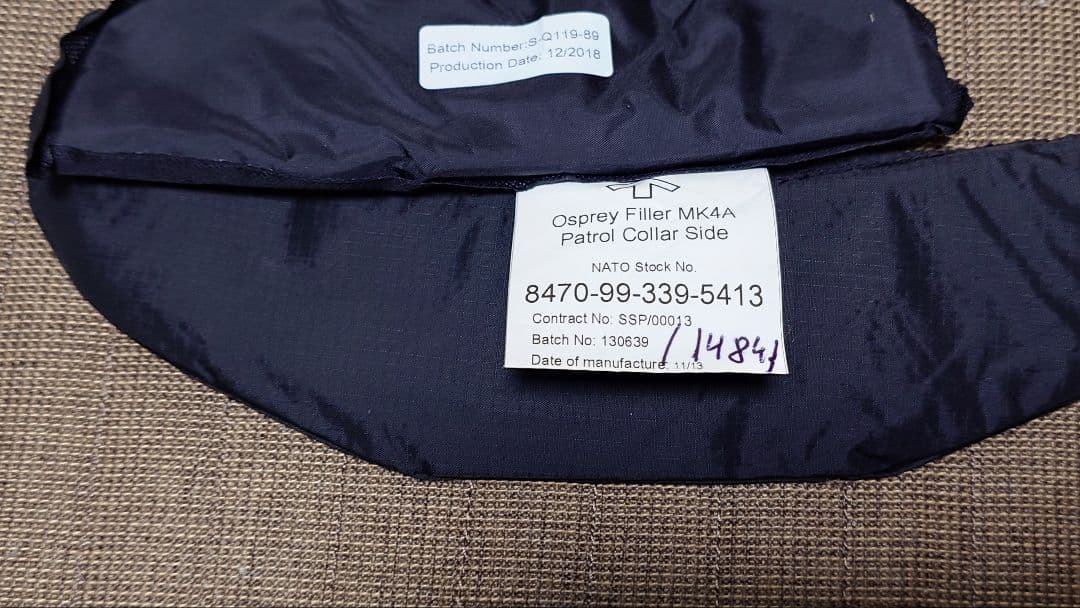 Batch Number:S-Q119-89
Production Date: 12/2018
Osprey Filler MK4A
Patrol Collar Side
NATO Stock No.
8470-99-339-5413
Contract No: SSP/00013
Batch No: 130639 / 14841
Date of manufacture: 11/13